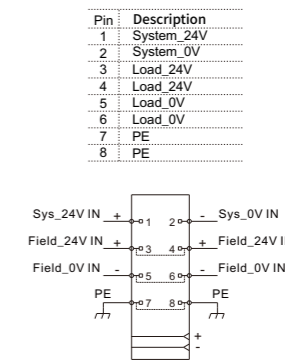 Pin Description
1 System_24V
2 System_0V
3 Load_24V
4 Load_24V
5 Load_0V
6 Load_0V
7 PE
8 PE
Sys_24V IN + 1 2 - Sys_0V IN
Field_24V IN + 3 4 + Field_24V I
Field_0V IN - 5 6 - Field_0V IN
PE 7 8 PE
+
-